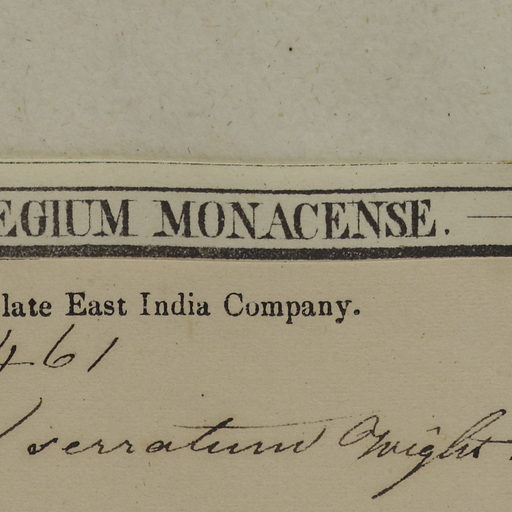 EGIUM MONACENSE.
late East India Company.
461
serratum Wight